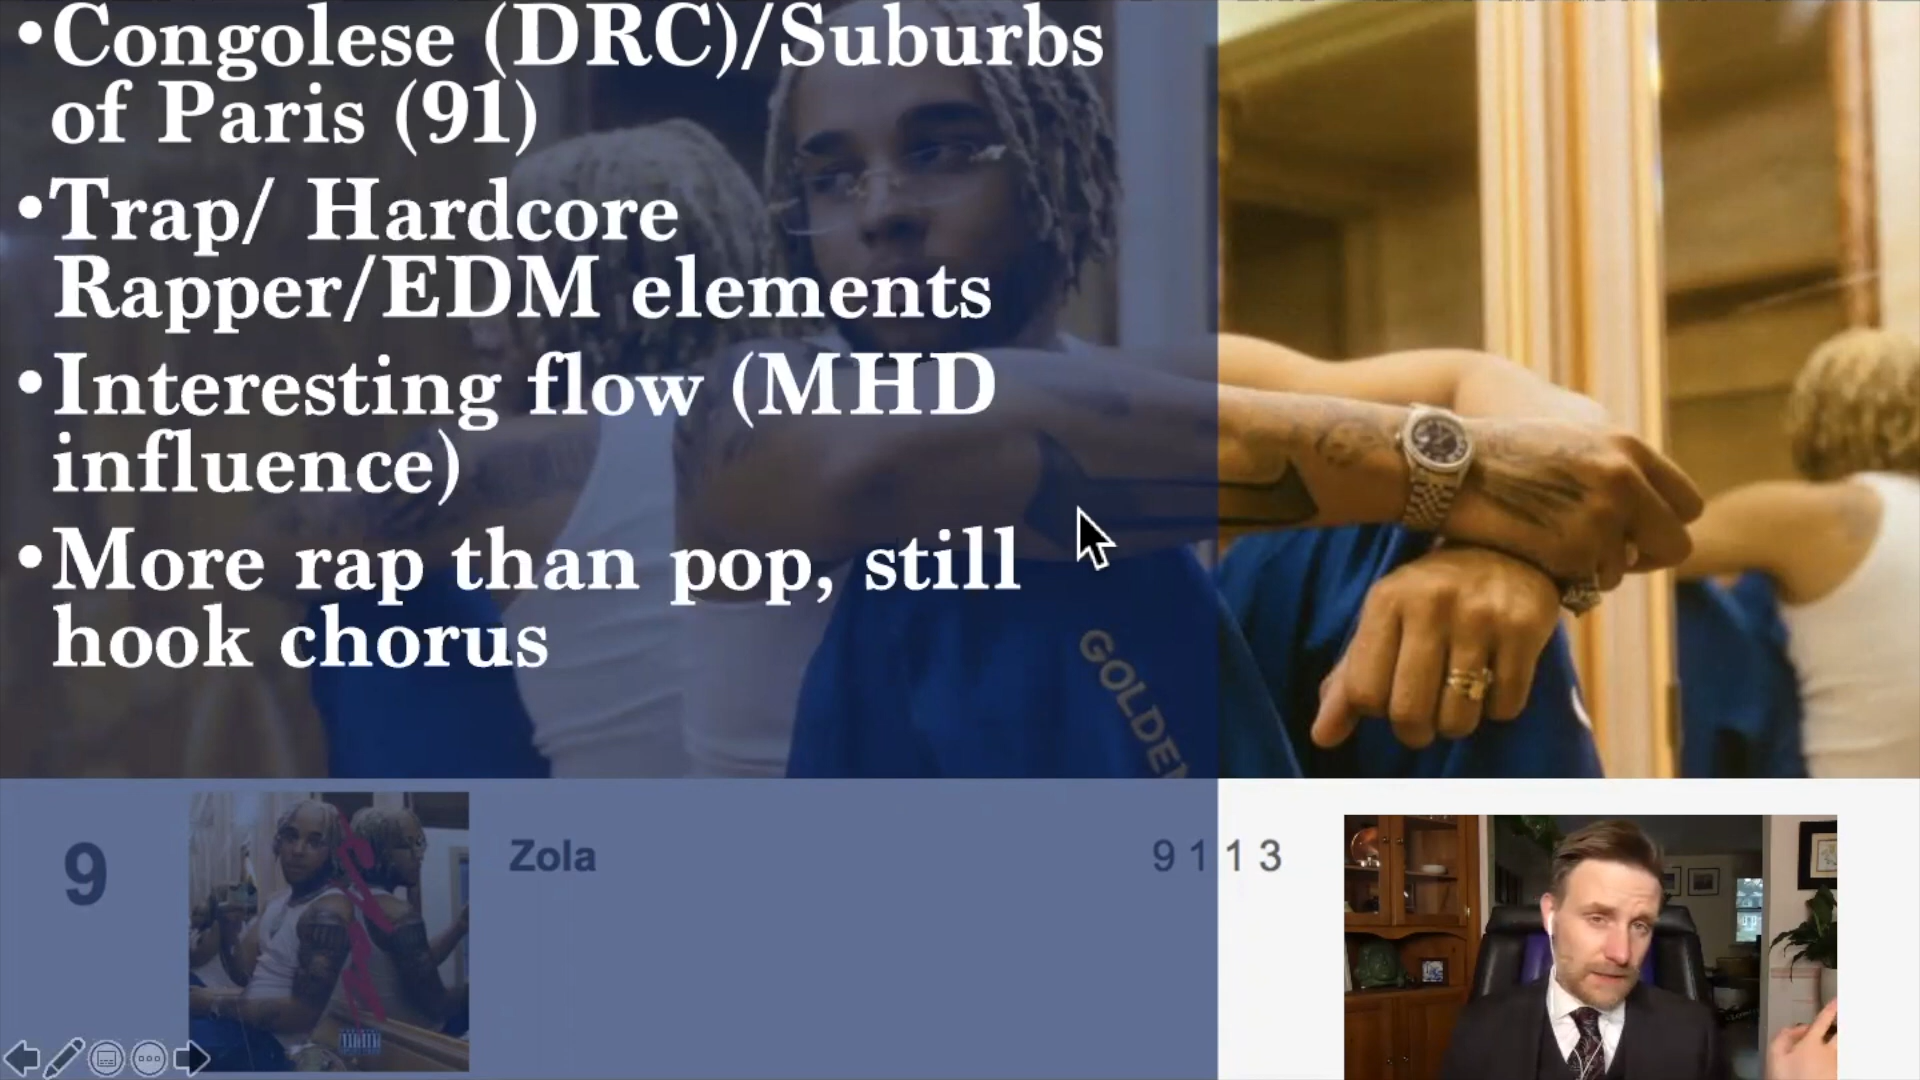 •Congolese (DRC)/Suburbs
of Paris (91)
•Trap/ Hardcore
Rapper/EDM elements
•Interesting flow (MHD
influence)
•More rap than pop, still
hook chorus
GOLDEN
9
Zola
9 1 1 3